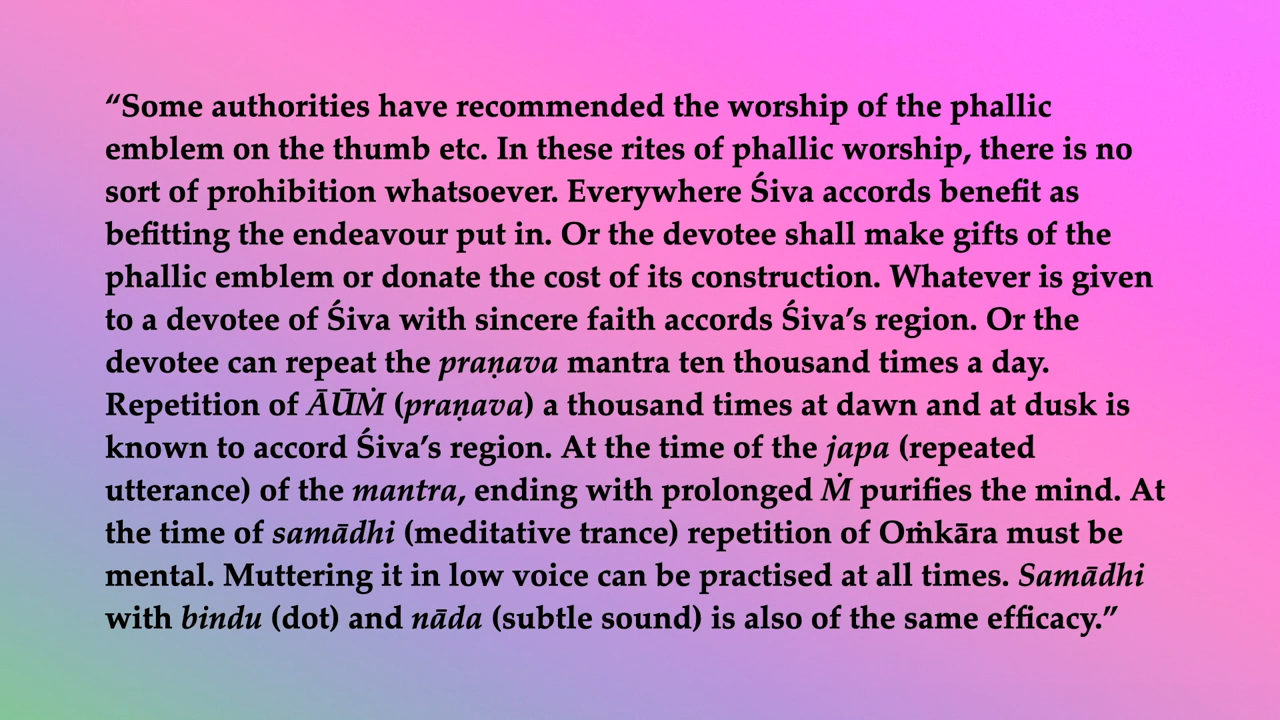 “Some authorities have recommended the worship of the phallic
emblem on the thumb etc. In these rites of phallic worship, there is no
sort of prohibition whatsoever. Everywhere Śiva accords benefit as
befitting the endeavour put in. Or the devotee shall make gifts of the
phallic emblem or donate the cost of its construction. Whatever is given
to a devotee of Śiva with sincere faith accords Śiva’s region. Or the
devotee can repeat the praṇava mantra ten thousand times a day.
Repetition of ĀŪṀ (praṇava) a thousand times at dawn and at dusk is
known to accord Śiva’s region. At the time of the japa (repeated
utterance) of the mantra, ending with prolonged Ṁ purifies the mind. At
the time of samādhi (meditative trance) repetition of Oṁkāra must be
mental. Muttering it in low voice can be practised at all times. Samādhi
with bindu (dot) and nāda (subtle sound) is also of the same efficacy.”